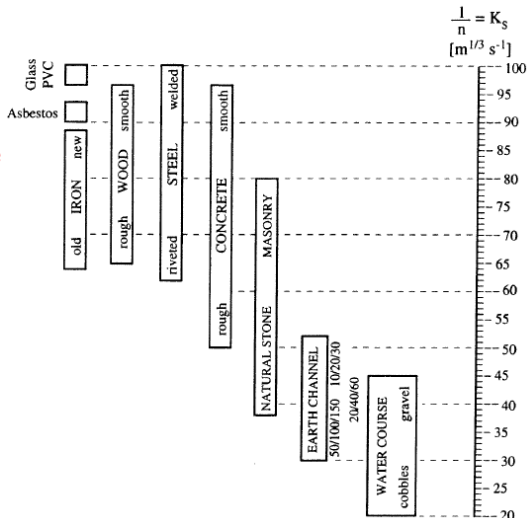 1/n = K_S
[m^{1/3} s^{-1}]
Glass
PVC
Asbestos
old IRON new
rough WOOD smooth
riveted STEEL welded
rough CONCRETE smooth
NATURAL STONE MASONRY
EARTH CHANNEL
50/100/150 10/20/30
20/40/60
WATER COURSE
cobbles gravel
100
95
90
85
80
75
70
65
60
55
50
45
40
35
30
25
20